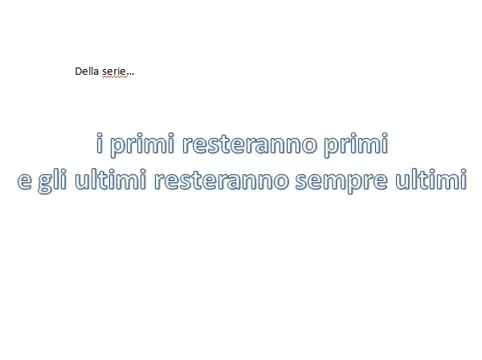 Della serie...
i primi resteranno primi
e gli ultimi resteranno sempre ultimi